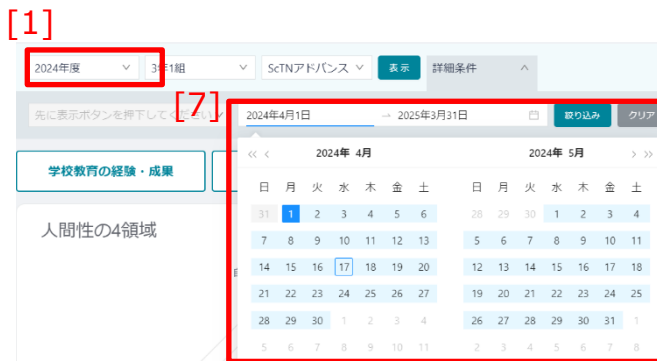 [1]
2024年度 3年1組 ScTNアドバンス 表示 詳細条件
先に表示ボタンを押下してください [7] 2024年4月1日 → 2025年3月31日 絞り込み クリア
<< < 2024年 4月 2024年 5月 > >>
学校教育の経験・成果
日 月 火 水 木 金 土 日 月 火 水 木 金 土
31 1 2 3 4 5 6 28 29 30 1 2 3 4
人間性の4領域
7 8 9 10 11 12 13 5 6 7 8 9 10 11
14 15 16 17 18 19 20 12 13 14 15 16 17 18
21 22 23 24 25 26 27 19 20 21 22 23 24 25
28 29 30 1 2 3 4 26 27 28 29 30 31 1
5 6 7 8 9 10 11 2 3 4 5 6 7 8